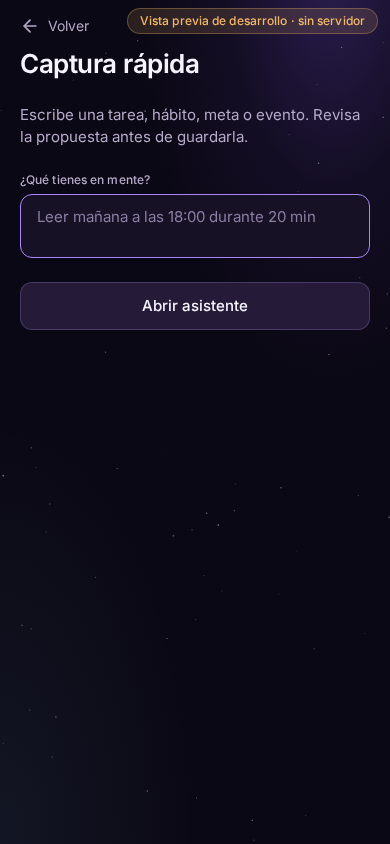 Volver
Vista previa de desarrollo · sin servidor
Captura rápida
Escribe una tarea, hábito, meta o evento. Revisa
la propuesta antes de guardarla.
¿Qué tienes en mente?
Leer mañana a las 18:00 durante 20 min
Abrir asistente